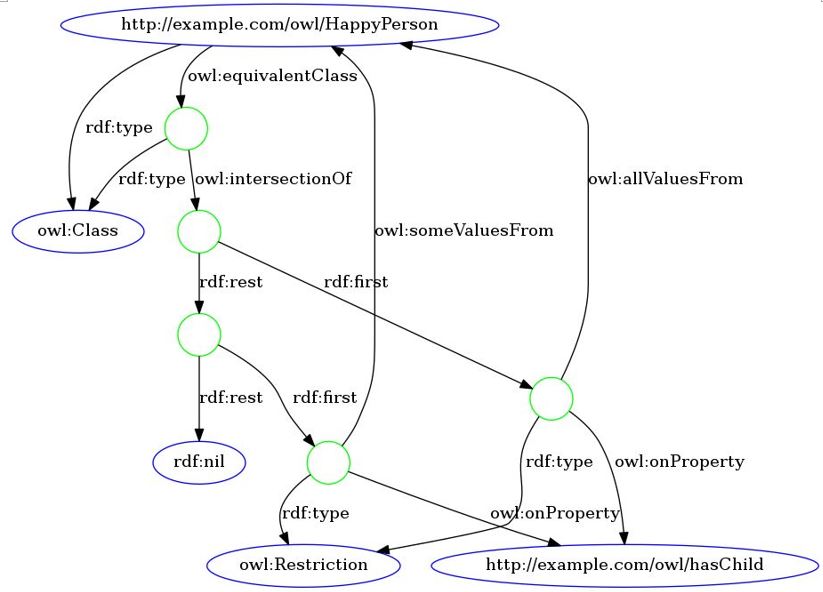 http://example.com/owl/HappyPerson
owl:equivalentClass
rdf:type
rdf:type
owl:intersectionOf
owl:allValuesFrom
owl:Class
owl:someValuesFrom
rdf:rest
rdf:first
rdf:rest
rdf:first
rdf:nil
rdf:type
owl:onProperty
rdf:type
owl:onProperty
owl:Restriction
http://example.com/owl/hasChild